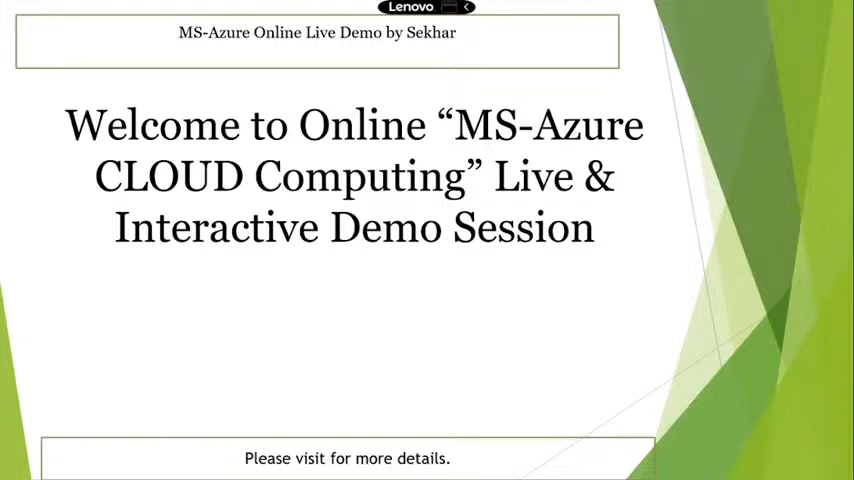 Lenovo
MS-Azure Online Live Demo by Sekhar
Welcome to Online “MS-Azure
CLOUD Computing” Live &
Interactive Demo Session
Please visit for more details.